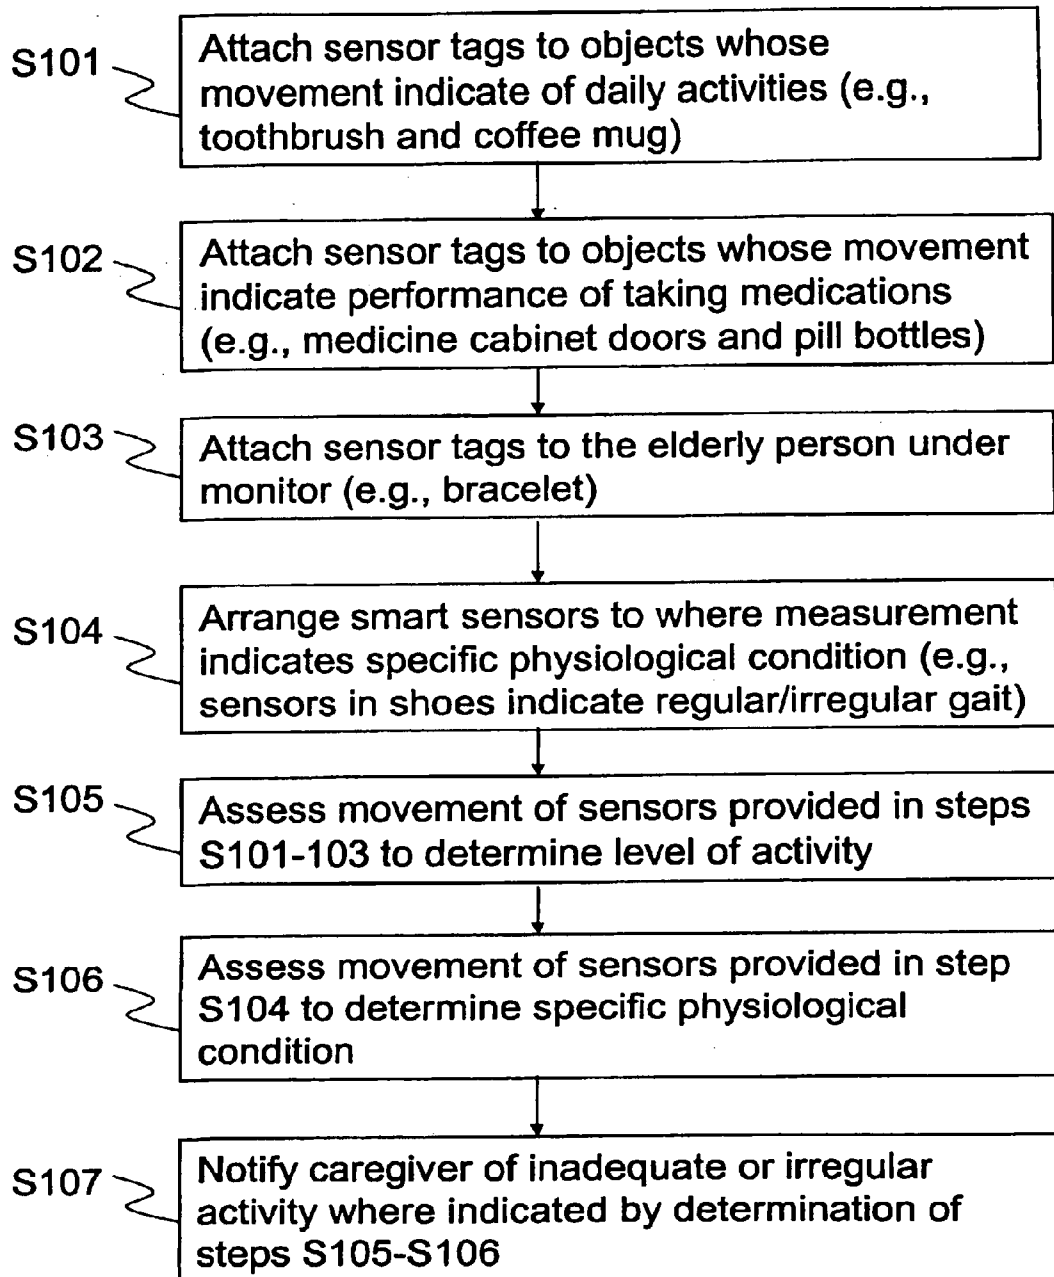 S101
Attach sensor tags to objects whose
movement indicate of daily activities (e.g.,
toothbrush and coffee mug)
S102
Attach sensor tags to objects whose movement
indicate performance of taking medications
(e.g., medicine cabinet doors and pill bottles)
S103
Attach sensor tags to the elderly person under
monitor (e.g., bracelet)
S104
Arrange smart sensors to where measurement
indicates specific physiological condition (e.g.,
sensors in shoes indicate regular/irregular gait)
S105
Assess movement of sensors provided in steps
S101-103 to determine level of activity
S106
Assess movement of sensors provided in step
S104 to determine specific physiological
condition
S107
Notify caregiver of inadequate or irregular
activity where indicated by determination of
steps S105-S106